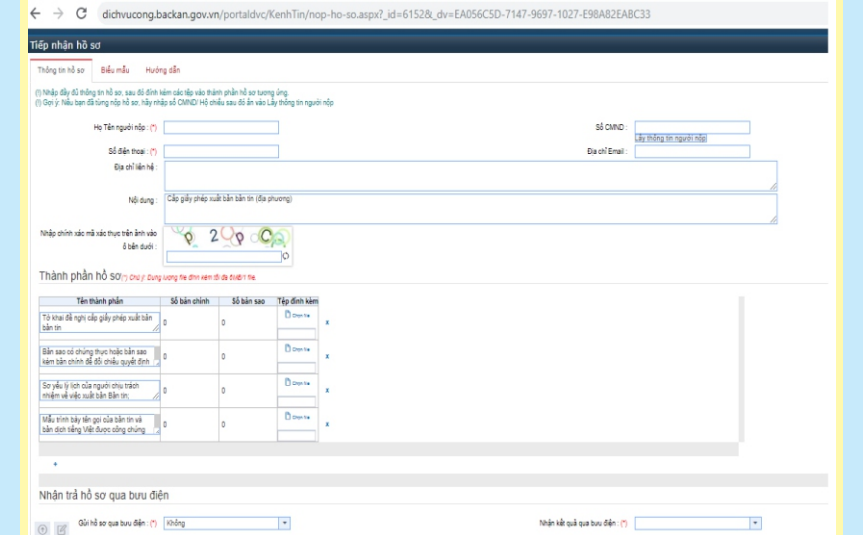 dichvucong.backan.gov.vn/portaldvc/KenhTin/nop-ho-so.aspx?_id=6152&_dv=EA056C5D-7147-9697-1027-E98A82EABC33
Tiếp nhận hồ sơ
Thông tin hồ sơ Biểu mẫu Hướng dẫn
(*) Nhập đầy đủ thông tin hồ sơ, sau đó đính kèm các tệp vào thành phần hồ sơ tương ứng.
(*) Gợi ý: Nếu bạn đã từng nộp hồ sơ, hãy nhập số CMND/ Hộ chiếu sau đó ấn vào Lấy thông tin người nộp
Họ Tên người nộp : (*) Số CMND :
Lấy thông tin người nộp
Số điện thoại : (*) Địa chỉ Email :
Địa chỉ liên hệ :
Nội dung : Cấp giấy phép xuất bản bản tin (địa phương)
Nhập chính xác mã xác thực trên ảnh vào
ô bên dưới :
Thành phần hồ sơ (*) Chú ý: Dung lượng file đính kèm tối đa 6MB/1 file.
Tên thành phần Số bản chính Số bản sao Tệp đính kèm
Tờ khai đề nghị cấp giấy phép xuất bản
bản tin 0 0 Chọn file x
Bản sao có chứng thực hoặc bản sao
kèm bản chính để đối chiếu quyết định 0 0 Chọn file x
Sơ yếu lý lịch của người chịu trách
nhiệm về việc xuất bản Bản tin; 0 0 Chọn file x
Mẫu trình bày tên gọi của bản tin và
bản dịch tiếng Việt được công chứng 0 0 Chọn file x
+
Nhận trả hồ sơ qua bưu điện
Gửi hồ sơ qua bưu điện : (*) Không Nhận kết quả qua bưu điện : (*)